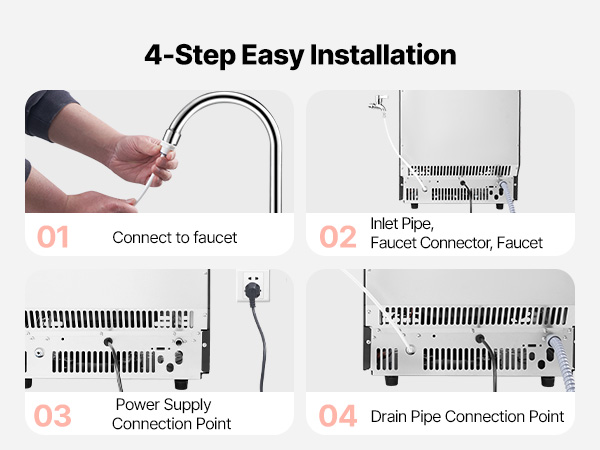 4-Step Easy Installation
01
Connect to faucet
02
Inlet Pipe,
Faucet Connector, Faucet
03
Power Supply
Connection Point
04
Drain Pipe Connection Point